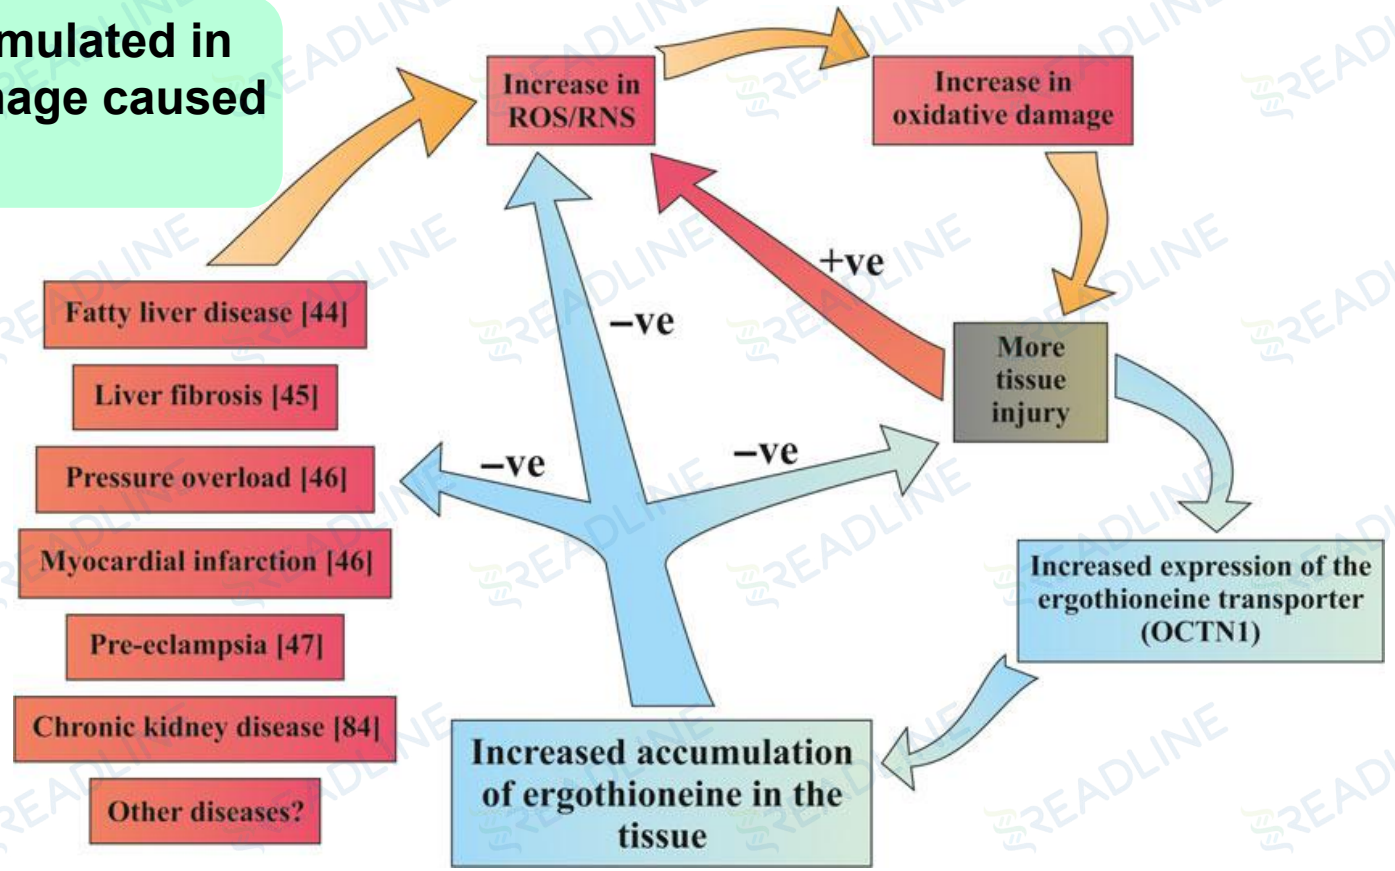 mulated in
mage caused
Increase in
ROS/RNS
Increase in
oxidative damage
+ve
–ve
Fatty liver disease [44]
More
tissue
injury
Liver fibrosis [45]
–ve
–ve
Pressure overload [46]
Myocardial infarction [46]
Increased expression of the
ergothioneine transporter
(OCTN1)
Pre-eclampsia [47]
Chronic kidney disease [84]
Increased accumulation
of ergothioneine in the
tissue
Other diseases?
READLINE